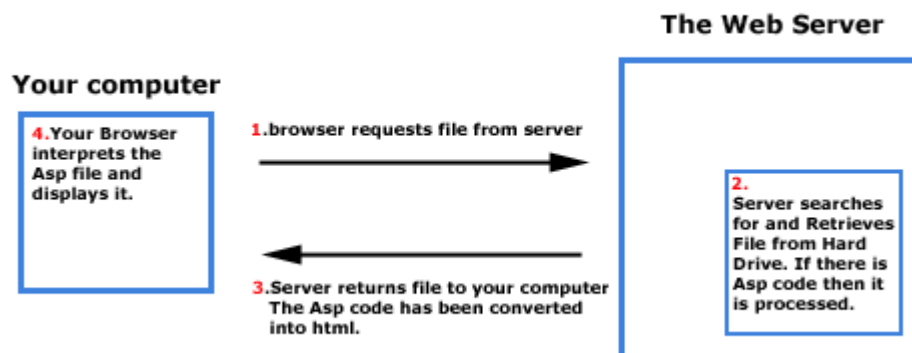 The Web Server
Your computer
4.Your Browser
interprets the
Asp file and
displays it.
1.browser requests file from server
2.
Server searches
for and Retrieves
File from Hard
Drive. If there is
Asp code then it
is processed.
3.Server returns file to your computer
The Asp code has been converted
into html.